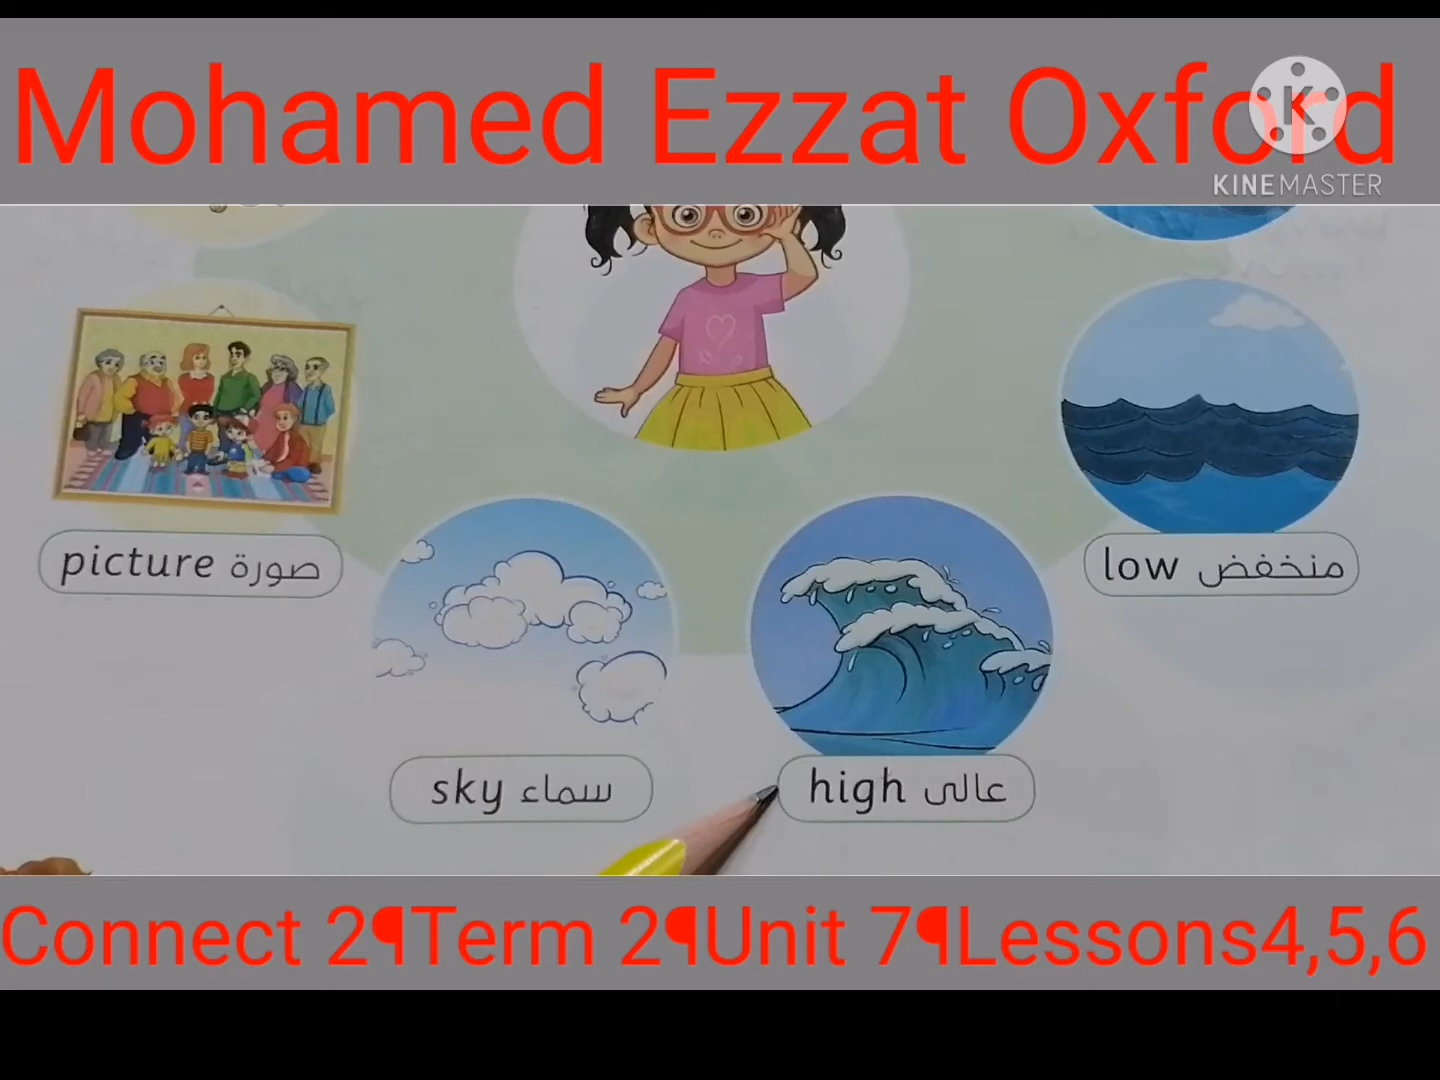 Mohamed Ezzat Oxford
KINEMASTER
picture صورة
low منخفض
sky سماء
high عالى
Connect 2¶Term 2¶Unit 7¶Lessons4,5,6